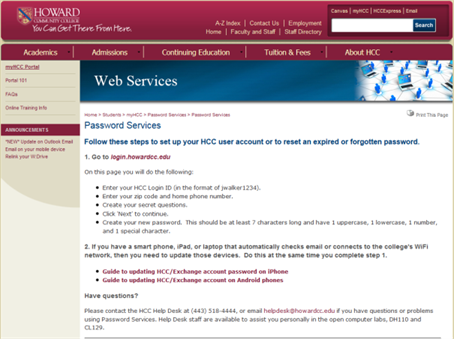 HOWARD
COMMUNITY COLLEGE
You Can Get There From Here.
A-Z Index | Contact Us | Employment
Home | Faculty and Staff | Staff Directory
Canvas | myHCC | HCCExpress | Email
Search
Academics
Admissions
Continuing Education
Tuition & Fees
About HCC
myHCC Portal
Portal 101
FAQs
Online Training Info
ANNOUNCEMENTS
*NEW* Update on Outlook Email
Email on your mobile device
Relink your W Drive
Web Services
Home > Students > myHCC > Password Services > Password Services
Print This Page
Password Services
Follow these steps to set up your HCC user account or to reset an expired or forgotten password.
1. Go to login.howardcc.edu
On this page you will do the following:
• Enter your HCC Login ID (in the format of jwalker1234).
• Enter your zip code and home phone number.
• Create your secret questions.
• Click 'Next' to continue.
• Create your new password. This should be at least 7 characters long and have 1 uppercase, 1 lowercase, 1 number,
and 1 special character.
2. If you have a smart phone, iPad, or laptop that automatically checks email or connects to the college's WiFi
network, then you need to update those devices. Do this at the same time you complete step 1.
• Guide to updating HCC/Exchange account password on iPhone
• Guide to updating HCC/Exchange account on Android phones
Have questions?
Please contact the HCC Help Desk at (443) 518-4444, or email helpdesk@howardcc.edu if you have questions or problems
using Password Services. Help Desk staff are available to assist you personally in the open computer labs, DH110 and
CL129.